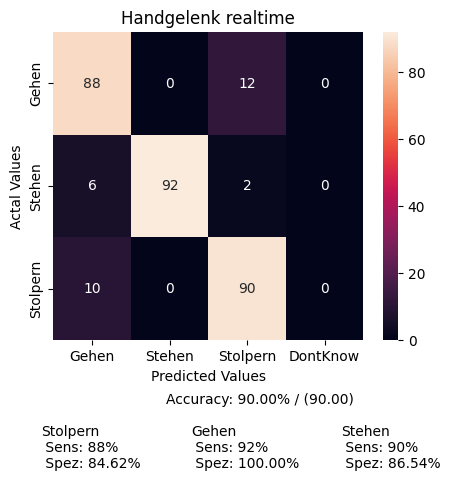 Handgelenk realtime
Gehen
88 0 12 0
Stehen
6 92 2 0
Stolpern
10 0 90 0
Actal Values
80
60
40
20
0
Gehen Stehen Stolpern DontKnow
Predicted Values
Accuracy: 90.00% / (90.00)
Stolpern Gehen Stehen
Sens: 88% Sens: 92% Sens: 90%
Spez: 84.62% Spez: 100.00% Spez: 86.54%